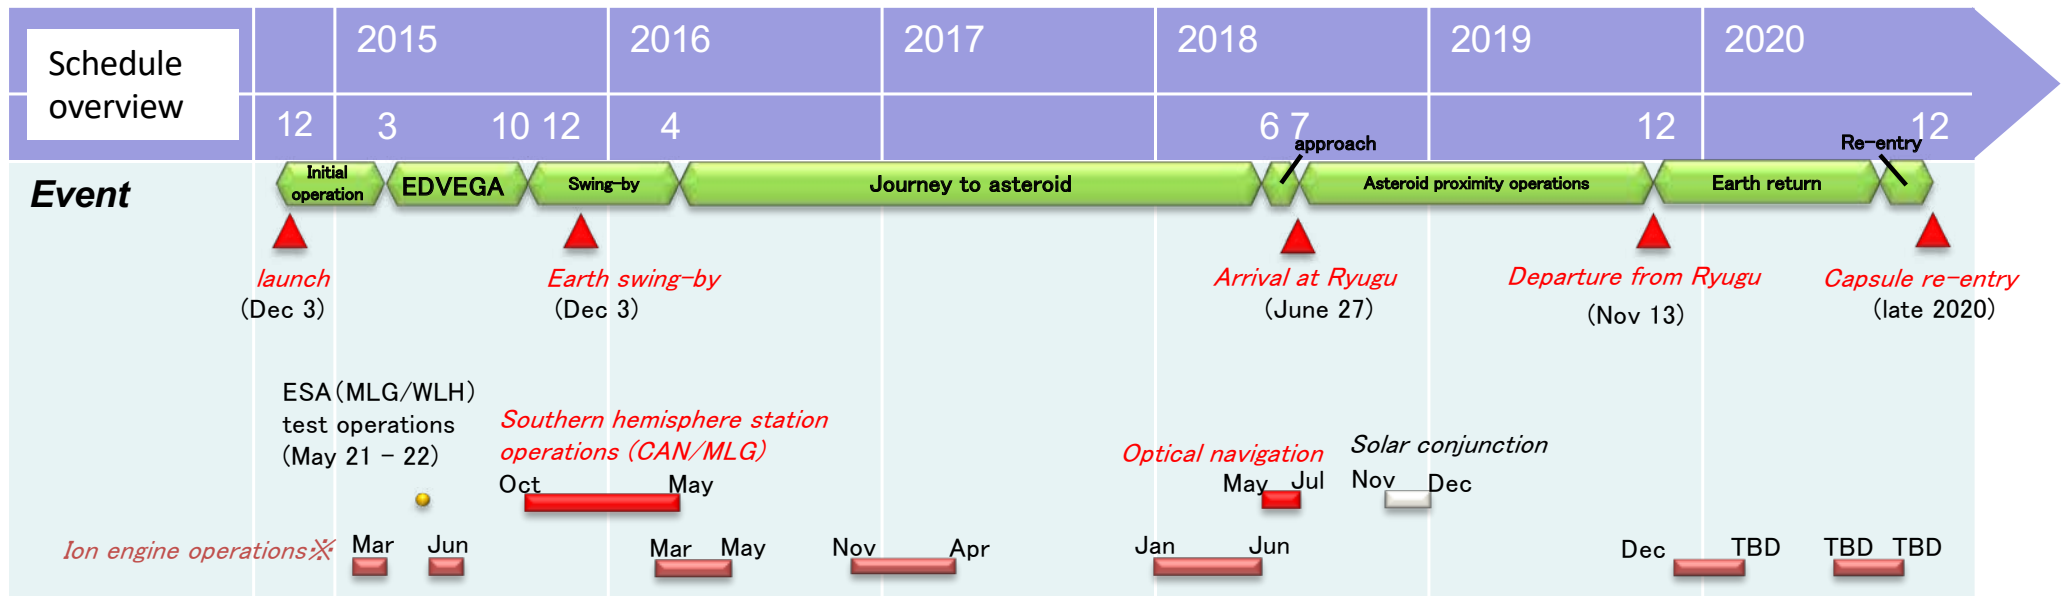 Schedule
overview
2015 2016 2017 2018 2019 2020
12 3 10 12 4 6 7 12 12
approach
Re-entry
Event
Initial
operation
EDVEGA
Swing-by
Journey to asteroid
Asteroid proximity operations
Earth return
launch
(Dec 3)
Earth swing-by
(Dec 3)
Arrival at Ryugu
(June 27)
Departure from Ryugu
(Nov 13)
Capsule re-entry
(late 2020)
ESA(MLG/WLH)
test operations
(May 21 - 22)
Southern hemisphere station
operations (CAN/MLG)
Oct May
Optical navigation
May Jul
Solar conjunction
Nov Dec
Ion engine operations※
Mar Jun Mar May Nov Apr Jan Jun Dec TBD TBD TBD